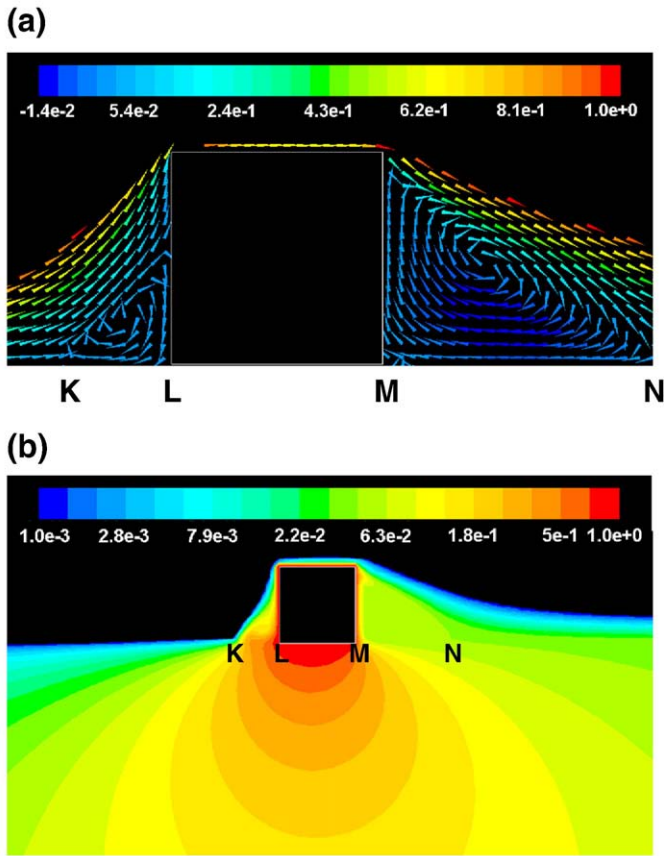 (a)
-1.4e-2 5.4e-2 2.4e-1 4.3e-1 6.2e-1 8.1e-1 1.0e+0
K L M N
(b)
1.0e-3 2.8e-3 7.9e-3 2.2e-2 6.3e-2 1.8e-1 5e-1 1.0e+0
K L M N